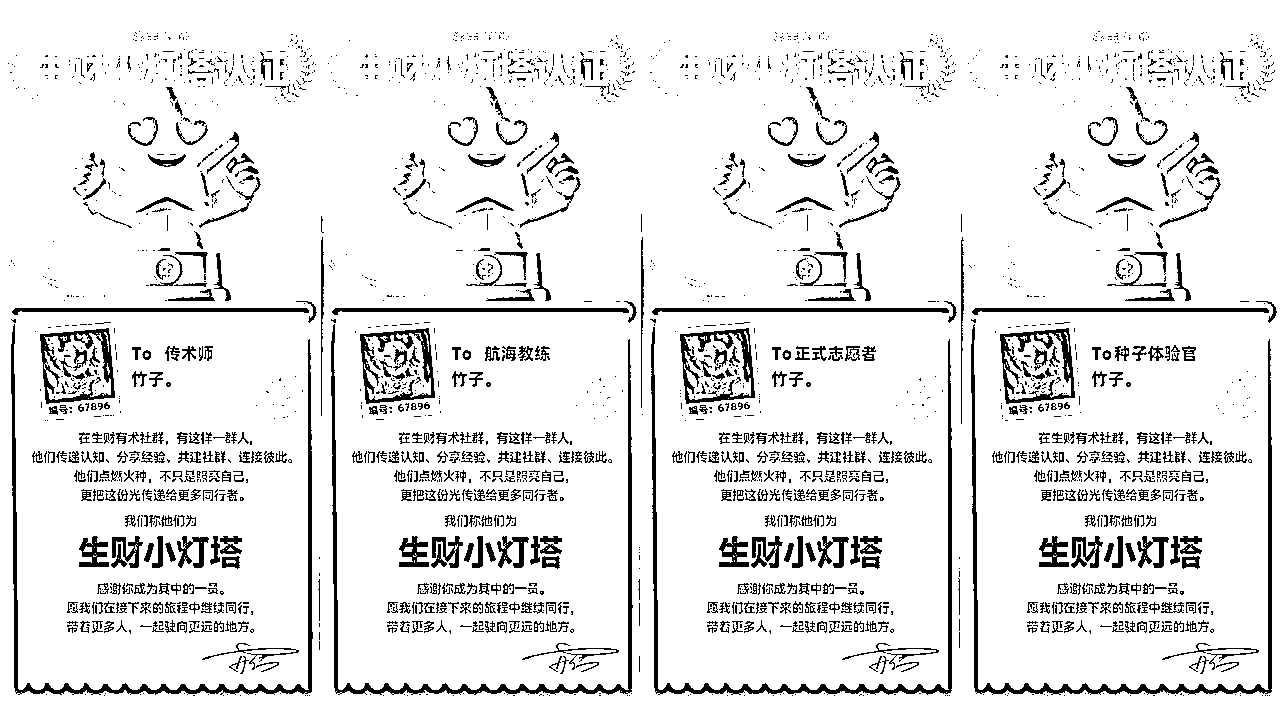 生财小灯塔认证
To 传术师
竹子。
编号：67896
在生财有术社群，有这样一群人，
他们传递认知、分享经验、共建社群、连接彼此。
他们点燃火种，不只是照亮自己，
更把这份光传递给更多同行者。
我们称他们为
生财小灯塔
感谢你成为其中的一员。
愿我们在接下来的旅程中继续同行，
带着更多人，一起驶向更远的地方。
生财小灯塔认证
To 航海教练
竹子。
编号：67896
在生财有术社群，有这样一群人，
他们传递认知、分享经验、共建社群、连接彼此。
他们点燃火种，不只是照亮自己，
更把这份光传递给更多同行者。
我们称他们为
生财小灯塔
感谢你成为其中的一员。
愿我们在接下来的旅程中继续同行，
带着更多人，一起驶向更远的地方。
生财小灯塔认证
To 正式志愿者
竹子。
编号：67896
在生财有术社群，有这样一群人，
他们传递认知、分享经验、共建社群、连接彼此。
他们点燃火种，不只是照亮自己，
更把这份光传递给更多同行者。
我们称他们为
生财小灯塔
感谢你成为其中的一员。
愿我们在接下来的旅程中继续同行，
带着更多人，一起驶向更远的地方。
生财小灯塔认证
To 种子体验官
竹子。
编号：67896
在生财有术社群，有这样一群人，
他们传递认知、分享经验、共建社群、连接彼此。
他们点燃火种，不只是照亮自己，
更把这份光传递给更多同行者。
我们称他们为
生财小灯塔
感谢你成为其中的一员。
愿我们在接下来的旅程中继续同行，
带着更多人，一起驶向更远的地方。